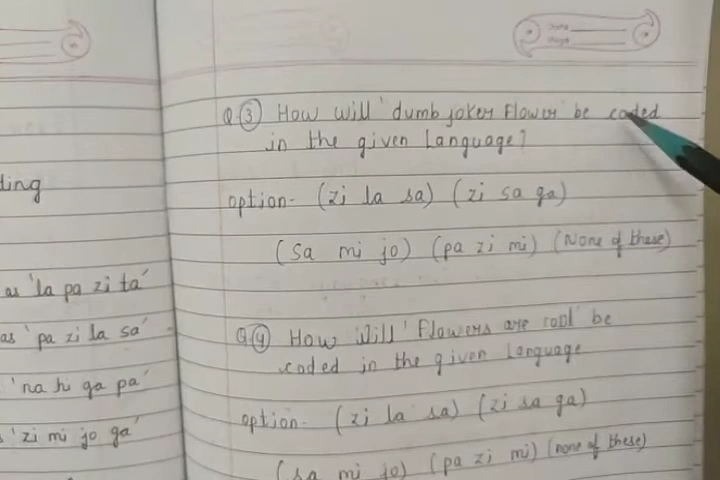 ding
as 'la pa zi ta'
as 'pa zi la sa'
'na hi ga pa'
'zi mi jo ga'
Q.③ How will 'dumb joker Flower' be coded
in the given language?
option- (zi la sa) (zi sa ga)
(sa mi jo) (pa zi mi) (None of these)
Q④ How will 'Flowers are cool' be
coded in the given language
option- (zi la sa) (zi sa ga)
(sa mi jo) (pa zi mi) (none of these)